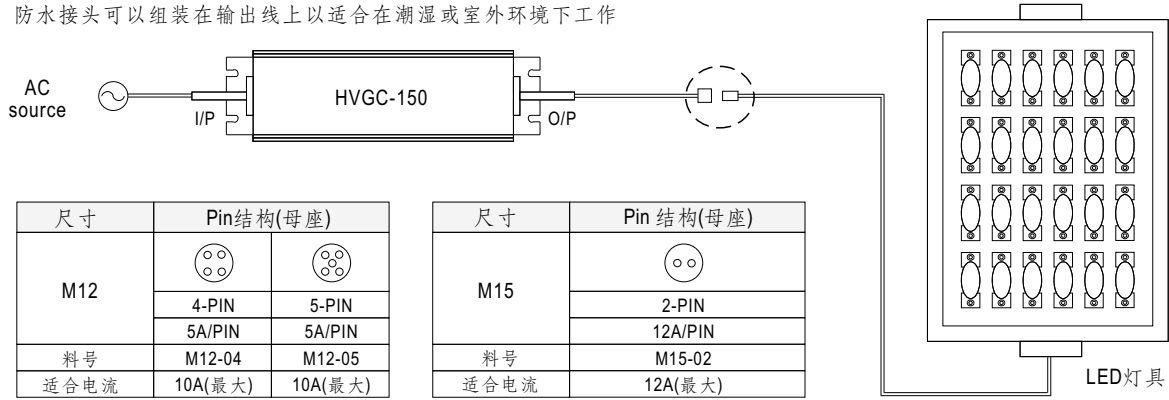 防水接头可以组装在输出线上以适合在潮湿或室外环境下工作
AC
source
I/P
HVGC-150
O/P
尺寸 Pin结构(母座)
M12
4-PIN 5-PIN
5A/PIN 5A/PIN
料号 M12-04 M12-05
适合电流 10A(最大) 10A(最大)
尺寸 Pin 结构(母座)
M15
2-PIN
12A/PIN
料号 M15-02
适合电流 12A(最大)
LED灯具